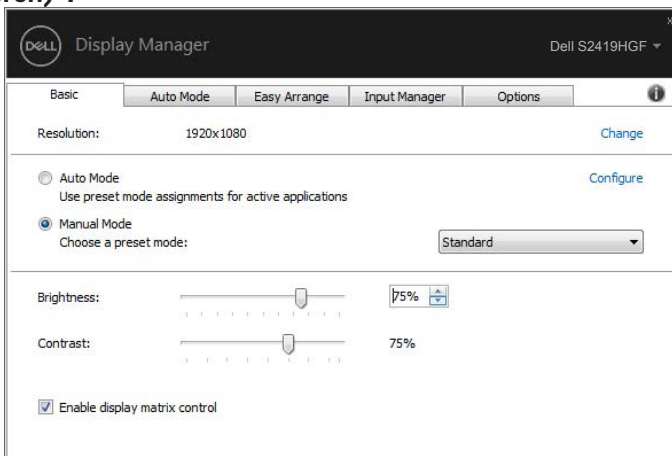 DELL Display Manager
Dell S2419HGF
Basic Auto Mode Easy Arrange Input Manager Options
Resolution: 1920x1080 Change
Auto Mode Configure
Use preset mode assignments for active applications
Manual Mode
Choose a preset mode: Standard
Brightness: 75%
Contrast: 75%
Enable display matrix control